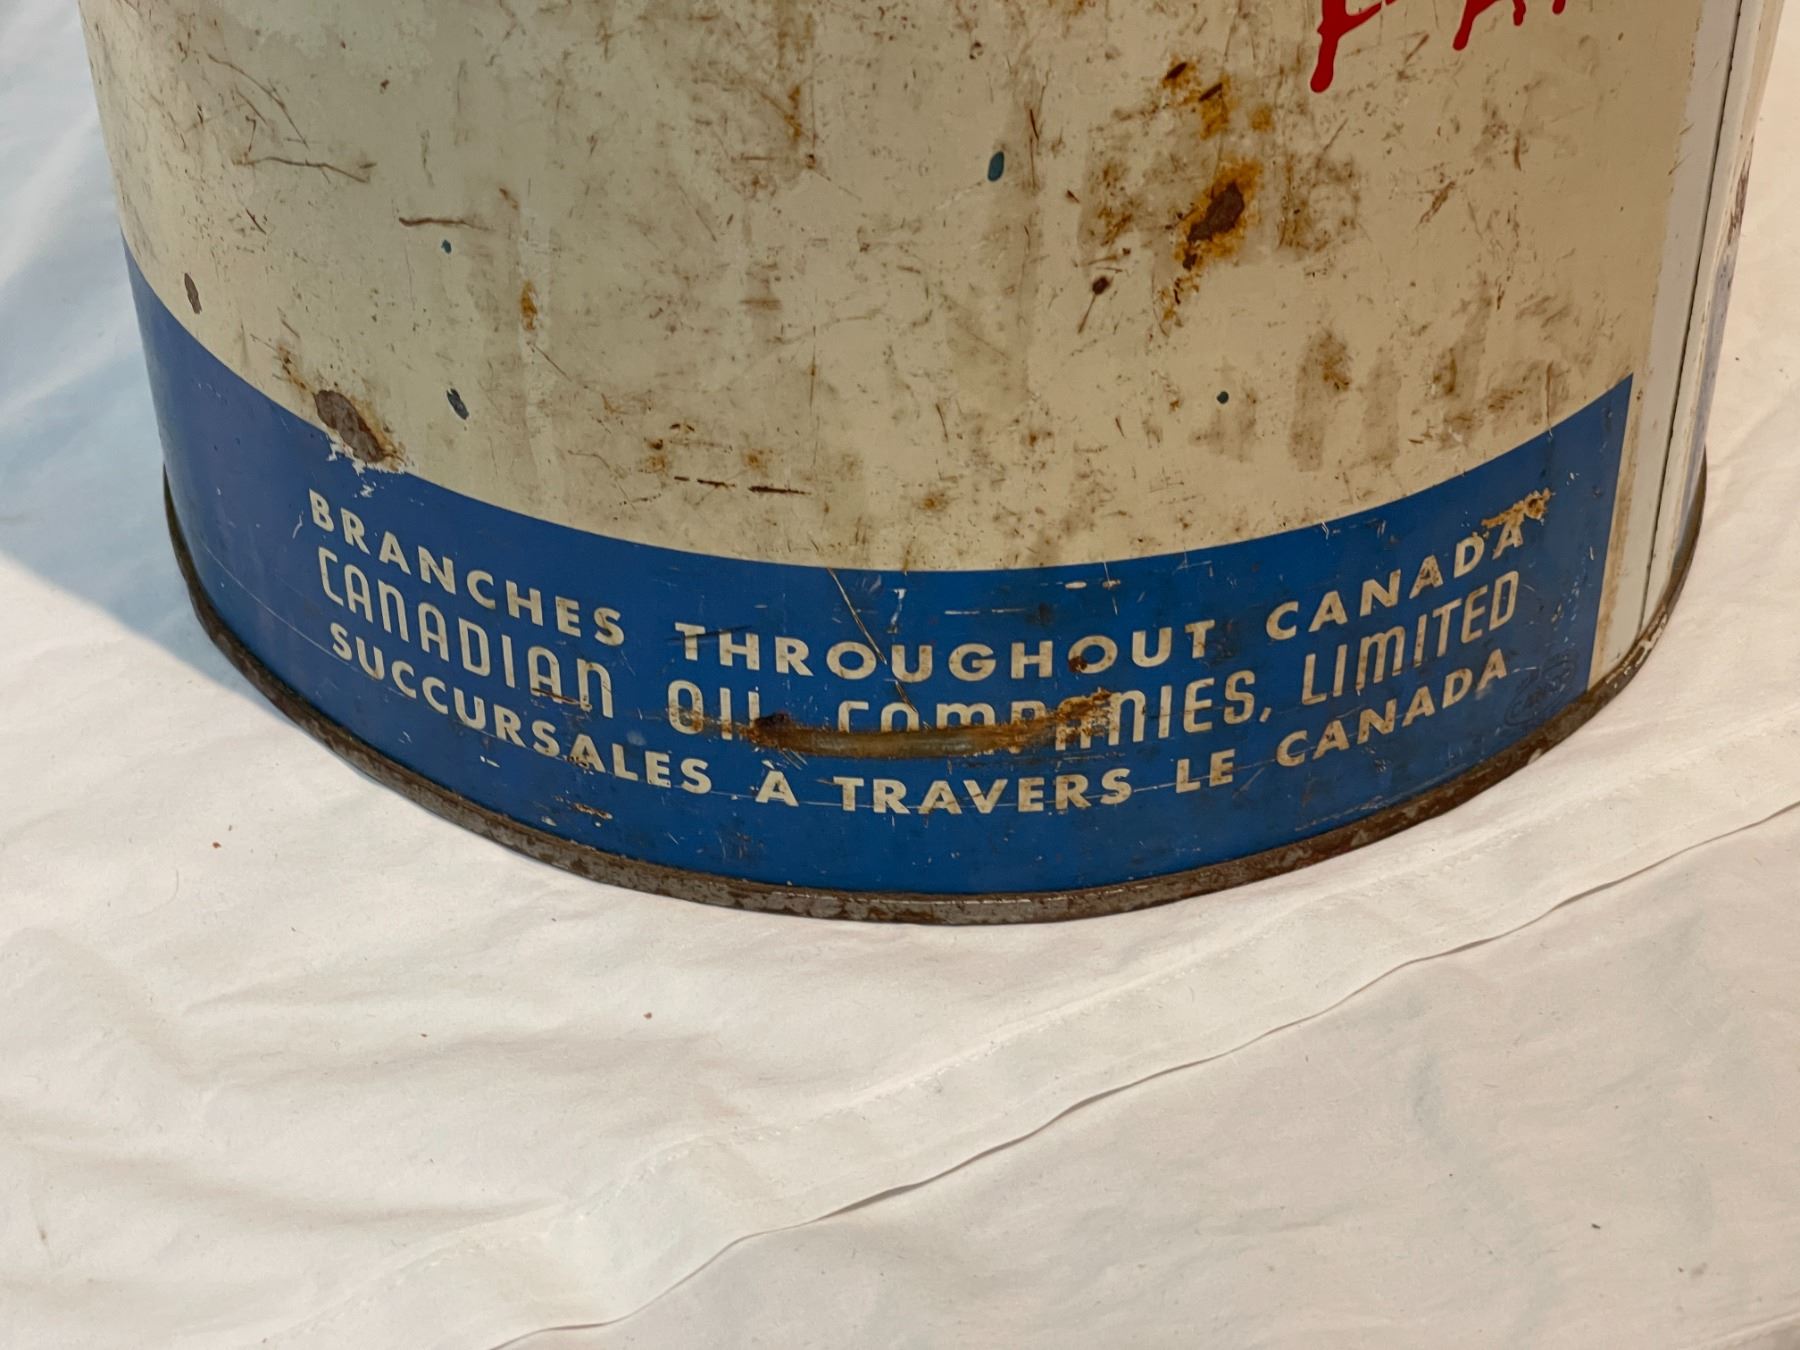 BRANCHES THROUGHOUT CANADA
CANADIAN OIL COMPANIES, LIMITED
SUCCURSALES À TRAVERS LE CANADA